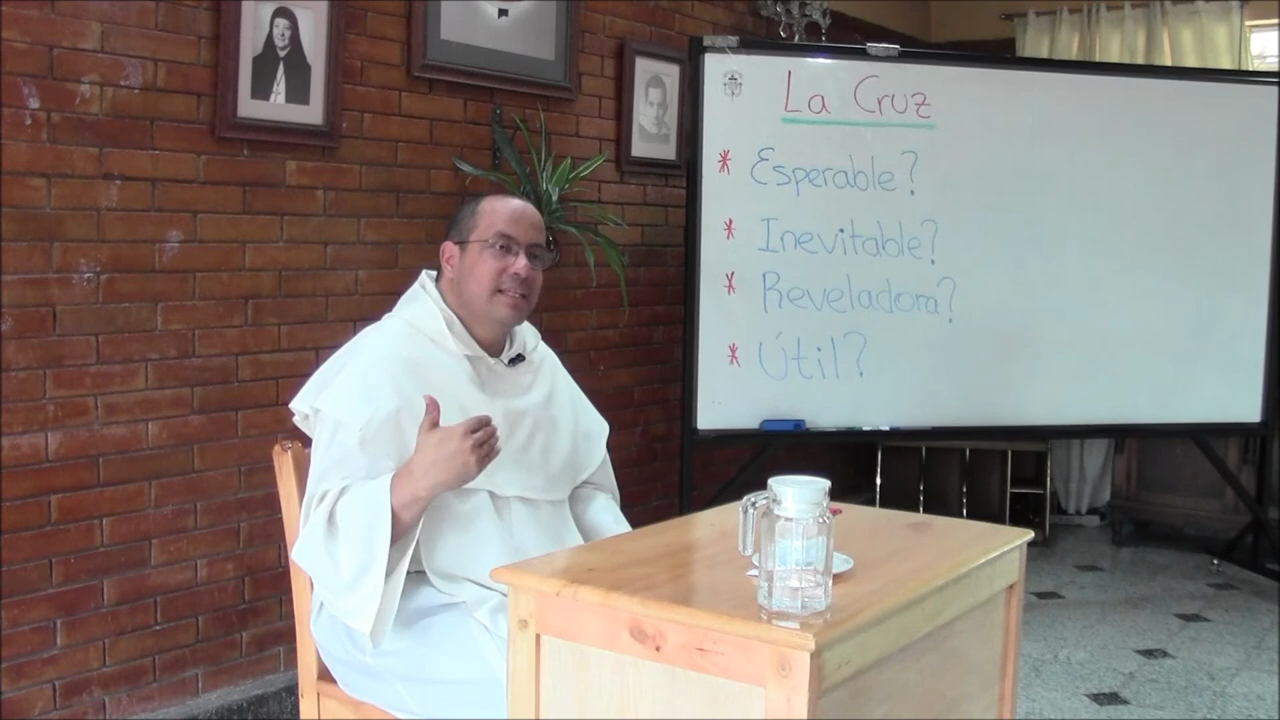 La Cruz
* Esperable?
* Inevitable?
* Reveladora?
* Útil?